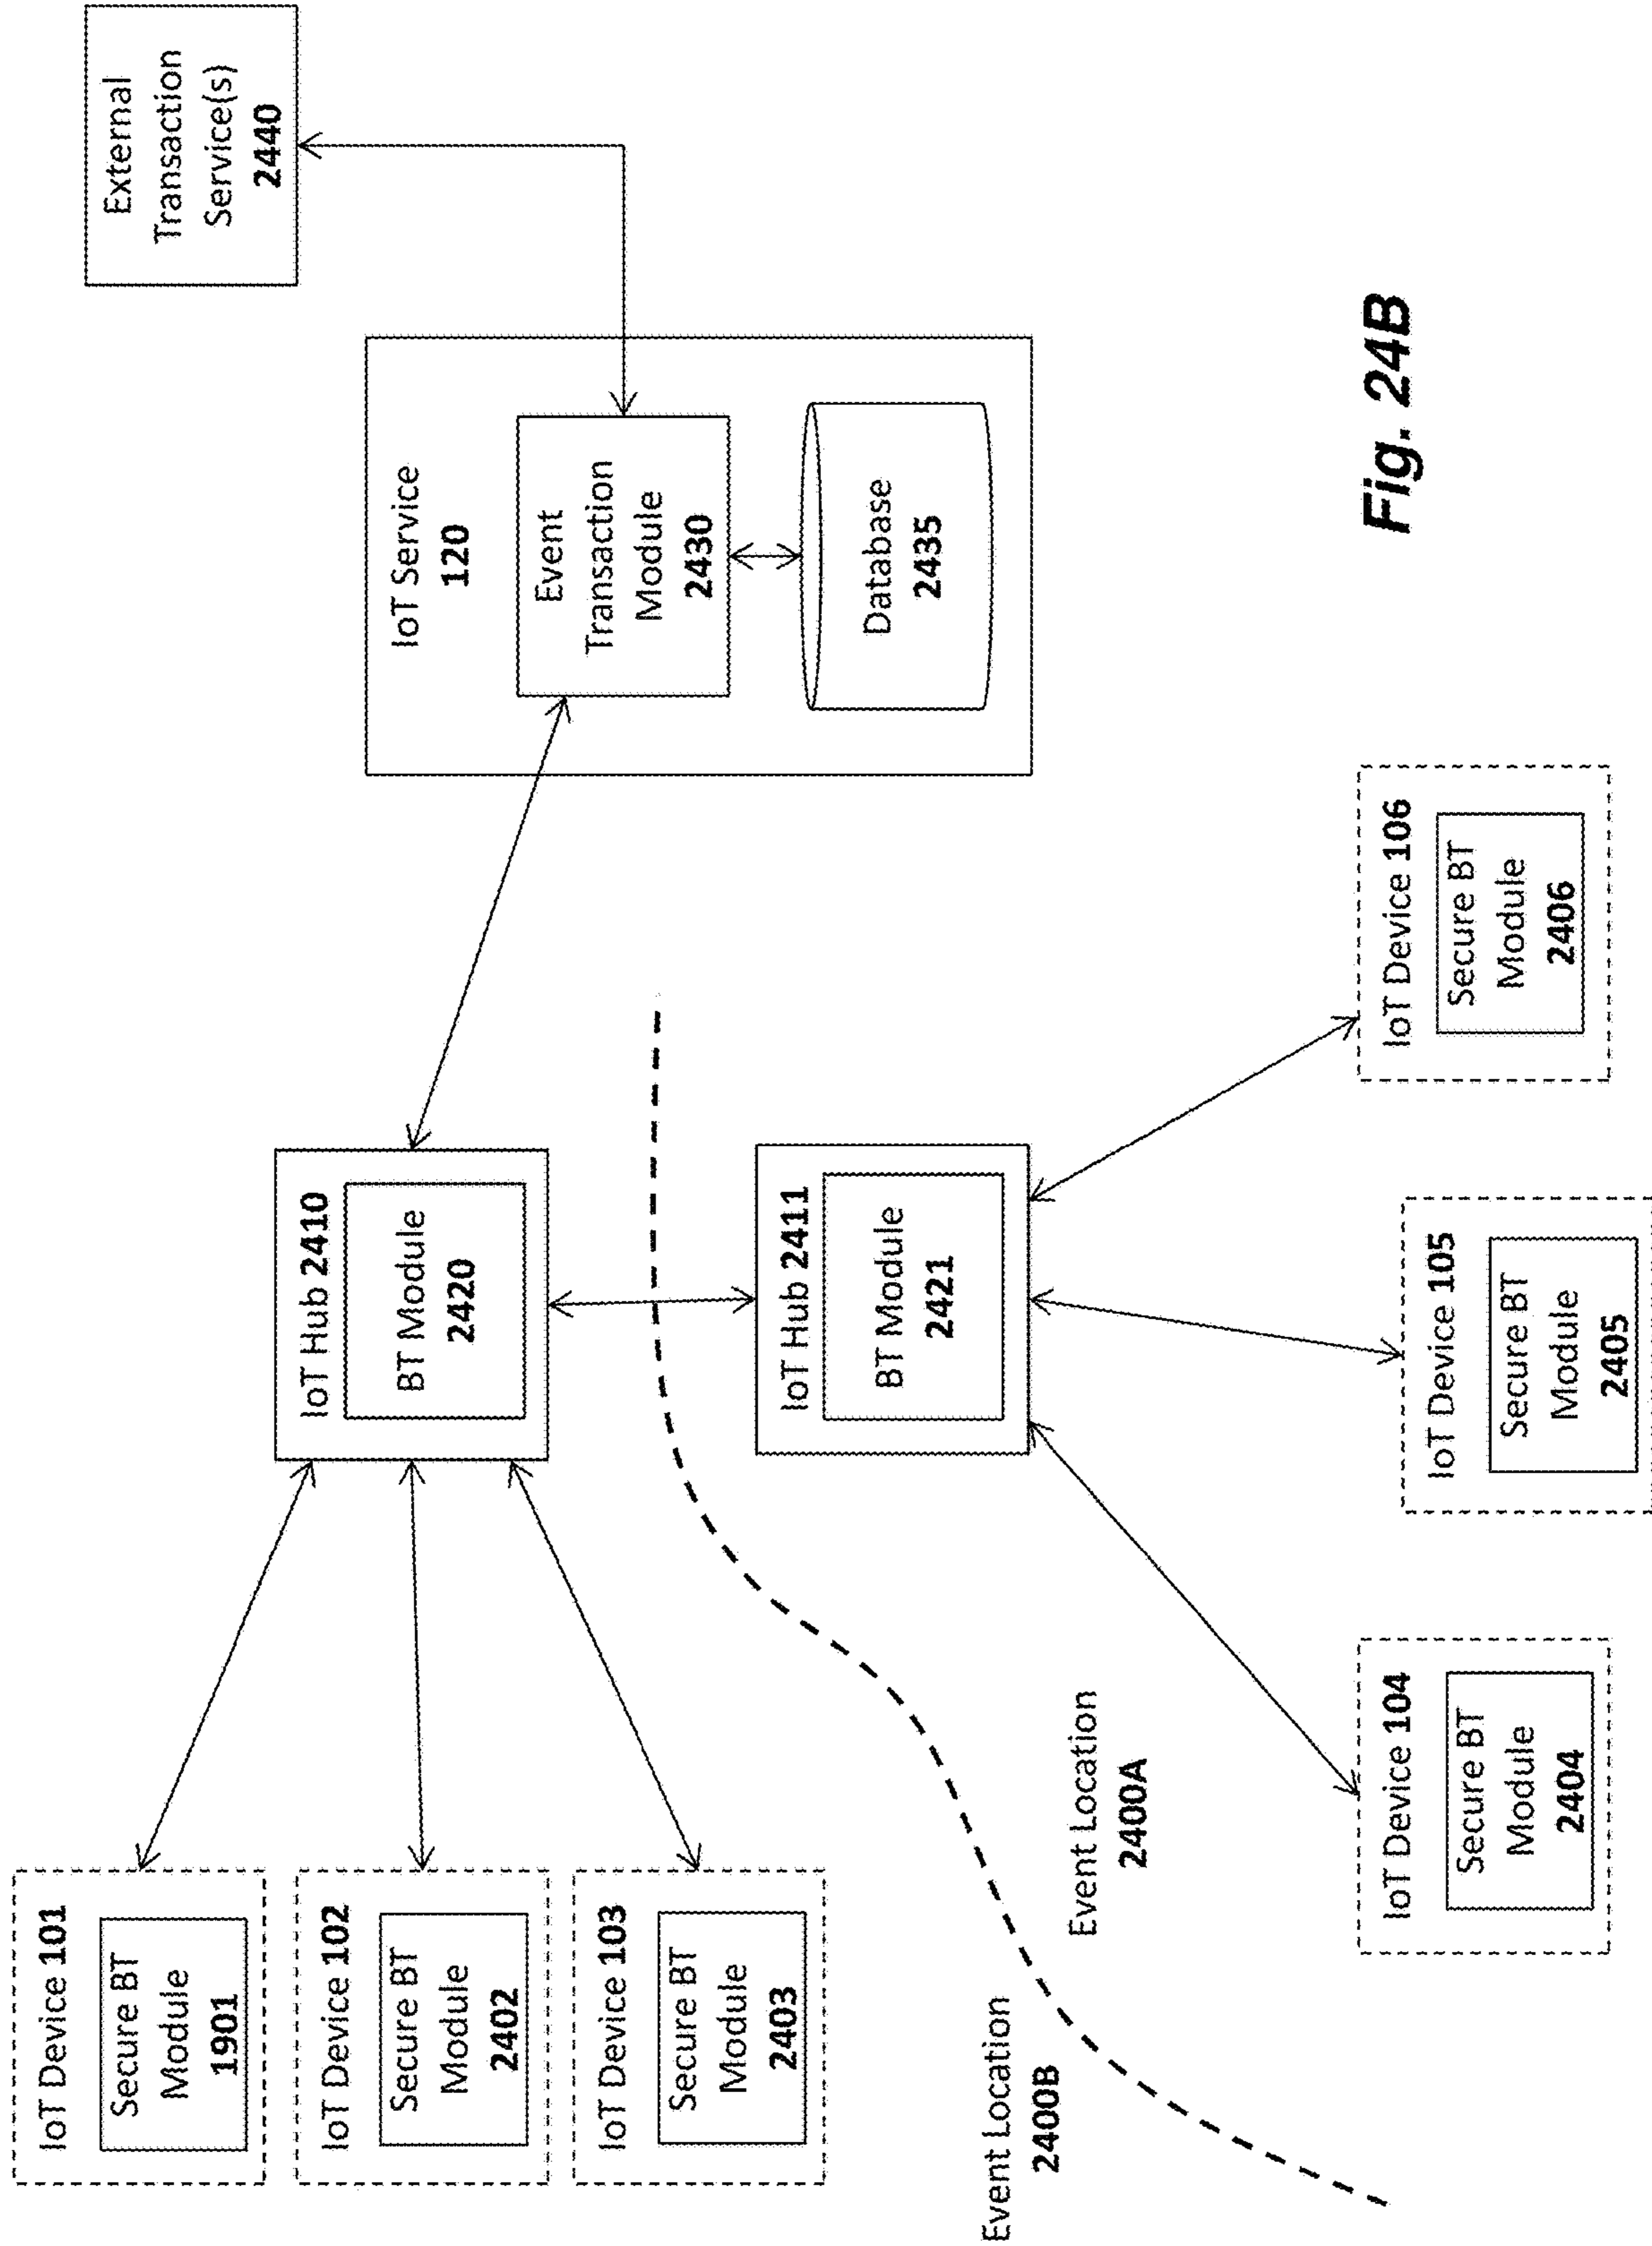 IoT Device 101
Secure BT
Module
1901
IoT Device 102
Secure BT
Module
2402
IoT Device 103
Secure BT
Module
2403
IoT Hub 2410
BT Module
2420
IoT Service
120
Event
Transaction
Module
2430
Database
2435
External
Transaction
Service(s)
2440
Event Location
2400B
Event Location
2400A
IoT Hub 2411
BT Module
2421
IoT Device 104
Secure BT
Module
2404
IoT Device 105
Secure BT
Module
2405
IoT Device 106
Secure BT
Module
2406
Fig. 24B